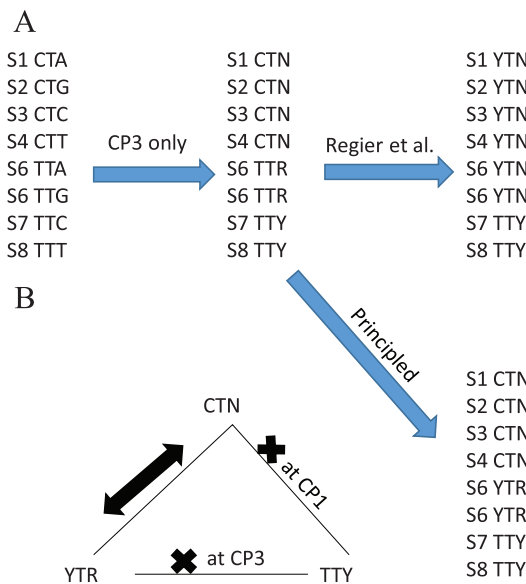 A
S1 CTA
S2 CTG
S3 CTC
S4 CTT
S6 TTA
S6 TTG
S7 TTC
S8 TTT
CP3 only
S1 CTN
S2 CTN
S3 CTN
S4 CTN
S6 TTR
S6 TTR
S7 TTY
S8 TTY
Regier et al.
S1 YTN
S2 YTN
S3 YTN
S4 YTN
S6 YTN
S6 YTN
S7 TTY
S8 TTY
Principled
S1 CTN
S2 CTN
S3 CTN
S4 CTN
S6 YTR
S6 YTR
S7 TTY
S8 TTY
B
CTN
at CP1
YTR
at CP3
TTY